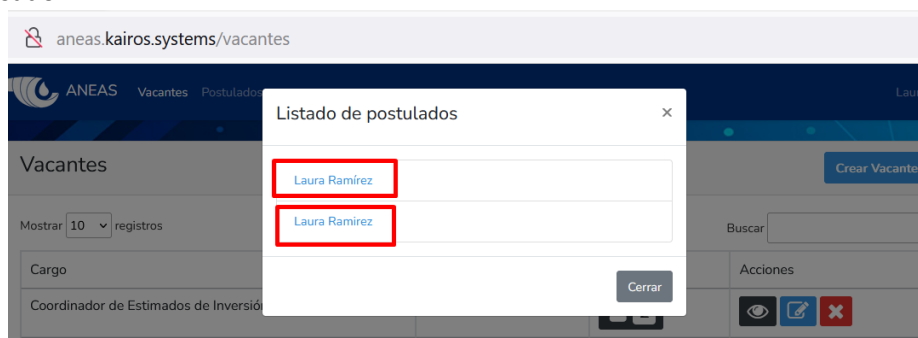 aneas.kairos.systems/vacantes
ANEAS Vacantes Postulados
Listado de postulados ×
Vacantes
Laura Ramírez
Crear Vacante
Laura Ramirez
Mostrar 10 registros
Buscar
Cargo
Acciones
Cerrar
Coordinador de Estimados de Inversió